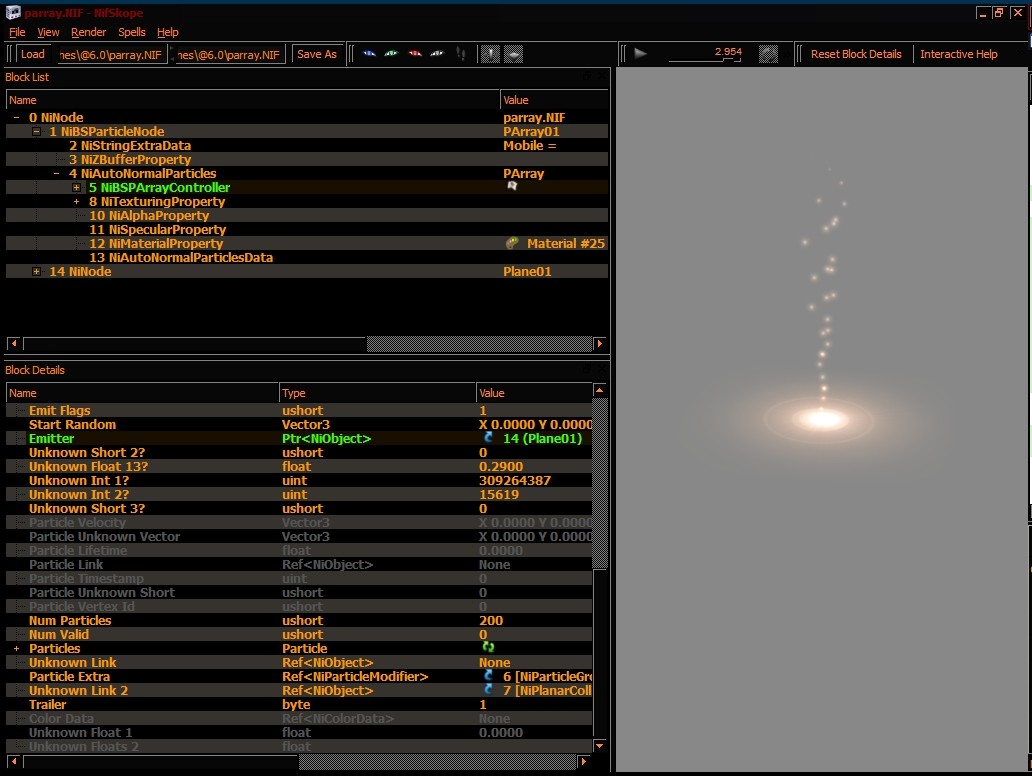 parray.NIF - NifSkope
File View Render Spells Help
Load nes\@6.0\parray.NIF nes\@6.0\parray.NIF Save As 2.954 Reset Block Details Interactive Help
Block List
Name Value
0 NiNode parray.NIF
1 NiBSParticleNode PArray01
2 NiStringExtraData Mobile =
3 NiZBufferProperty
4 NiAutoNormalParticles PArray
5 NiBSPArrayController
8 NiTexturingProperty
10 NiAlphaProperty
11 NiSpecularProperty
12 NiMaterialProperty Material #25
13 NiAutoNormalParticlesData
14 NiNode Plane01
Block Details
Name Type Value
Emit Flags ushort 1
Start Random Vector3 X 0.0000 Y 0.0000
Emitter Ptr<NiObject> 14 (Plane01)
Unknown Short 2? ushort 0
Unknown Float 13? float 0.2900
Unknown Int 1? uint 309264387
Unknown Int 2? uint 15619
Unknown Short 3? ushort 0
Particle Velocity Vector3 X 0.0000 Y 0.0000
Particle Unknown Vector Vector3 X 0.0000 Y 0.0000
Particle Lifetime float 0.0000
Particle Link Ref<NiObject> None
Particle Timestamp uint 0
Particle Unknown Short ushort 0
Particle Vertex Id ushort 0
Num Particles ushort 200
Num Valid ushort 0
Particles Particle
Unknown Link Ref<NiObject> None
Particle Extra Ref<NiParticleModifier> 6 [NiParticleGr
Unknown Link 2 Ref<NiObject> 7 [NiPlanarColl
Trailer byte 1
Color Data Ref<NiColorData> None
Unknown Float 1 float 0.0000
Unknown Floats 2 float